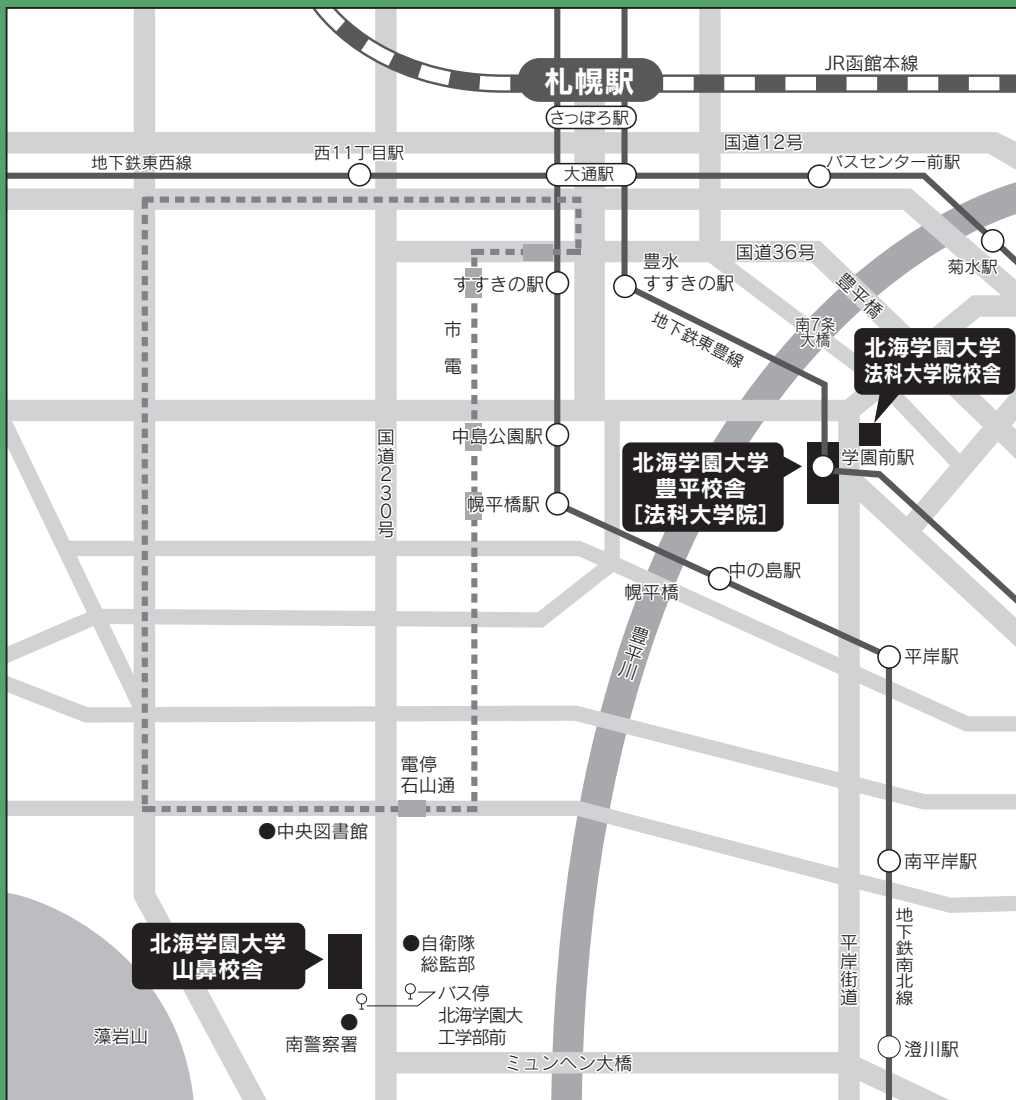 JR函館本線
札幌駅
さっぽろ駅
国道12号
地下鉄東西線
西11丁目駅
大通駅
バスセンター前駅
国道36号
菊水駅
すすきの駅
豊水
すすきの駅
豊平橋
市電
地下鉄東豊線
南7条
大橋
北海学園大学
法科大学院校舎
中島公園駅
国道230号
北海学園大学
豊平校舎
[法科大学院]
学園前駅
幌平橋駅
中の島駅
幌平橋
豊平川
平岸駅
電停
石山通
中央図書館
南平岸駅
地下鉄南北線
平岸街道
北海学園大学
山鼻校舎
自衛隊
総監部
バス停
北海学園大
工学部前
南警察署
藻岩山
ミュンヘン大橋
澄川駅